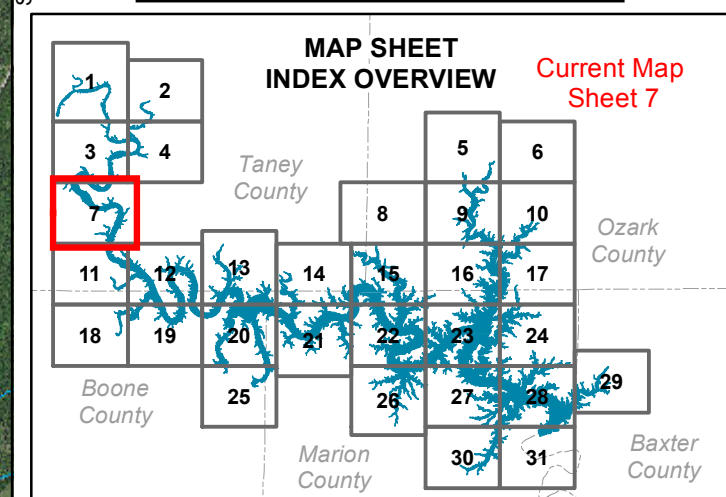 MAP SHEET
INDEX OVERVIEW
Current Map
Sheet 7
1
2
3
4
5
6
Taney
County
7
8
9
10
Ozark
County
11
12
13
14
15
16
17
18
19
20
21
22
23
24
Boone
County
25
26
27
28
29
Marion
County
30
31
Baxter
County